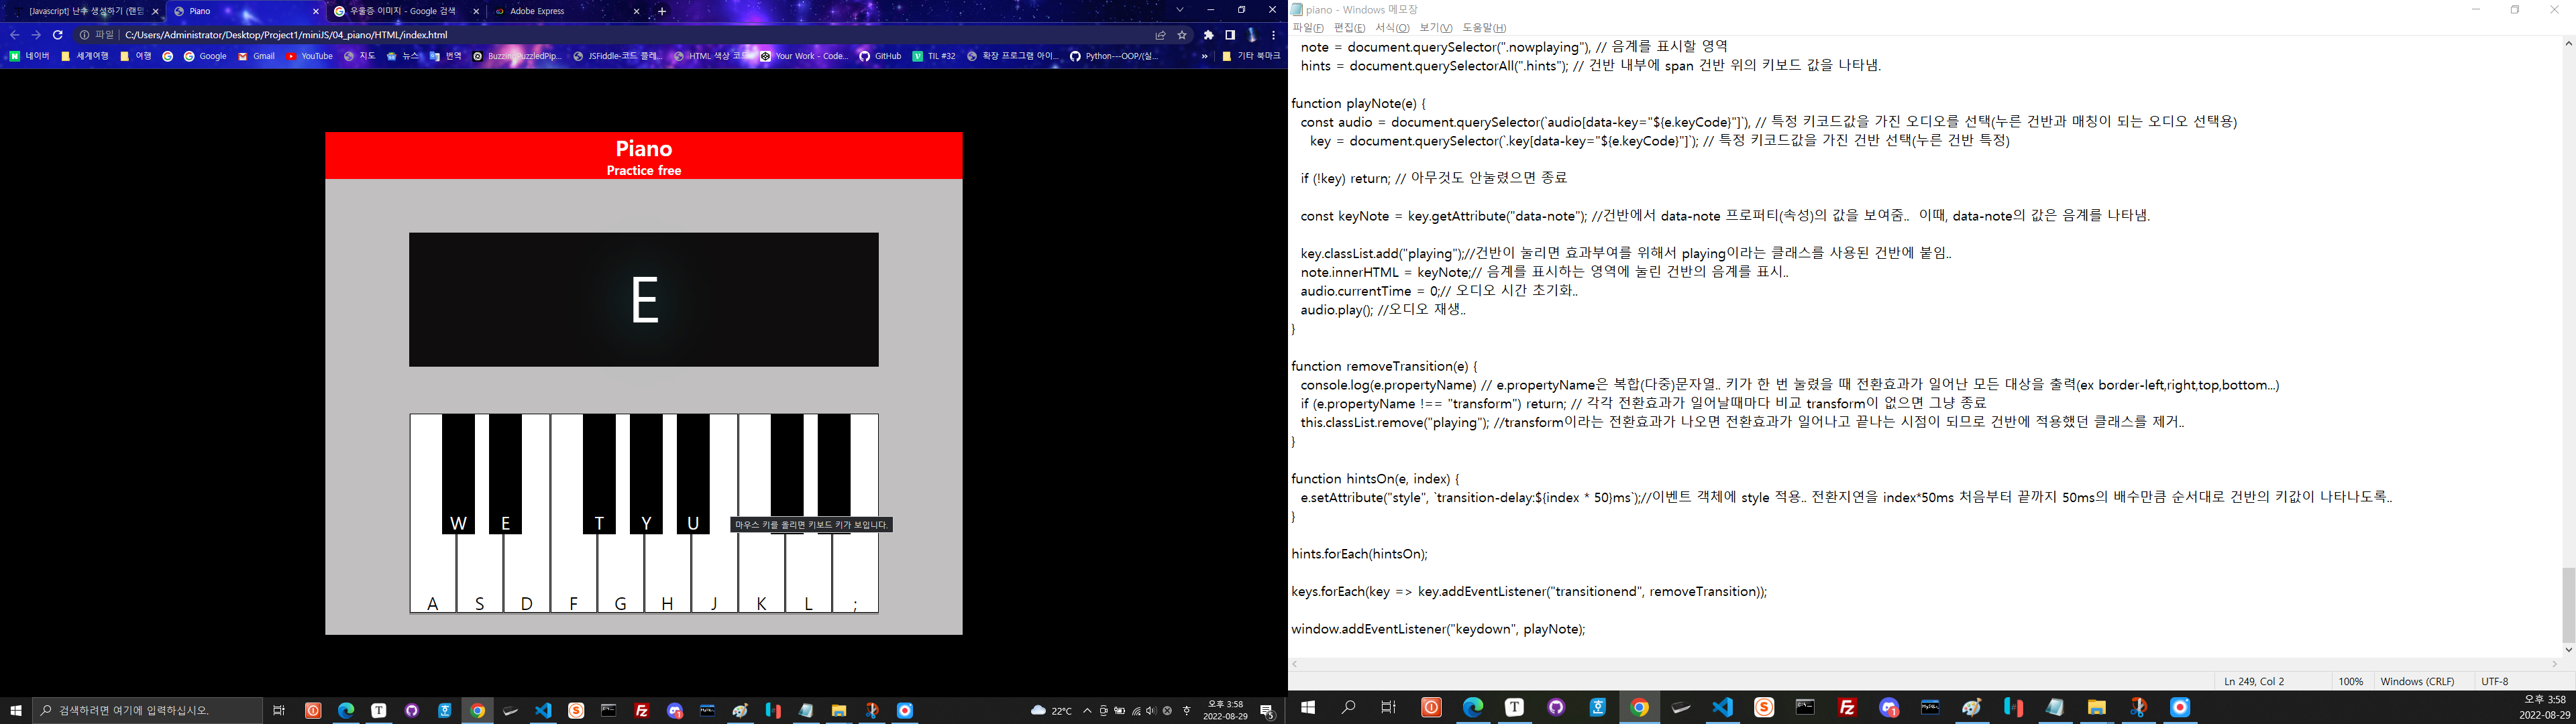 [Javascript] 난수 생성하기 (랜덤
Piano
우울증 이미지 - Google 검색
Adobe Express
파일
C:/Users/Administrator/Desktop/Project1/miniJS/04_piano/HTML/index.html
네이버
세계여행
여행
Google
Gmail
YouTube
지도
뉴스
번역
JSFiddle-코드 플레...
HTML 색상 코드
Your Work - Code...
GitHub
TIL #32
확장 프로그램 아이...
Python---OOP/(실...
»
기타 북마크
Piano
Practice free
E
W E T Y U
마우스 키를 올리면 키보드 키가 보입니다.
A S D F G H J K L ;
검색하려면 여기에 입력하십시오.
22°C
오후 3:58
2022-08-29
5
piano - Windows 메모장
파일(F) 편집(E) 서식(O) 보기(V) 도움말(H)
note = document.querySelector(".nowplaying"), // 음계를 표시할 영역
hints = document.querySelectorAll(".hints"); // 건반 내부에 span 건반 위의 키보드 값을 나타냄.
function playNote(e) {
const audio = document.querySelector(`audio[data-key="${e.keyCode}"]`), // 특정 키코드값을 가진 오디오를 선택(누른 건반과 매칭이 되는 오디오 선택용)
key = document.querySelector(`.key[data-key="${e.keyCode}"]`); // 특정 키코드값을 가진 건반 선택(누른 건반 특정)
if (!key) return; // 아무것도 안눌렸으면 종료
const keyNote = key.getAttribute("data-note"); //건반에서 data-note 프로퍼티(속성)의 값을 보여줌.. 이때, data-note의 값은 음계를 나타냄.
key.classList.add("playing");//건반이 눌리면 효과부여를 위해서 playing이라는 클래스를 사용된 건반에 붙임..
note.innerHTML = keyNote;// 음계를 표시하는 영역에 눌린 건반의 음계를 표시..
audio.currentTime = 0;// 오디오 시간 초기화..
audio.play(); //오디오 재생..
}
function removeTransition(e) {
console.log(e.propertyName) // e.propertyName은 복합(다중)문자열.. 키가 한 번 눌렸을 때 전환효과가 일어난 모든 대상을 출력(ex border-left,right,top,bottom...)
if (e.propertyName !== "transform") return; // 각각 전환효과가 일어날때마다 비교 transform이 없으면 그냥 종료
this.classList.remove("playing"); //transform이라는 전환효과가 나오면 전환효과가 일어나고 끝나는 시점이 되므로 건반에 적용했던 클래스를 제거..
}
function hintsOn(e, index) {
e.setAttribute("style", `transition-delay:${index * 50}ms`);//이벤트 객체에 style 적용.. 전환지연을 index*50ms 처음부터 끝까지 50ms의 배수만큼 순서대로 건반의 키값이 나타나도록..
}
hints.forEach(hintsOn);
keys.forEach(key => key.addEventListener("transitionend", removeTransition));
window.addEventListener("keydown", playNote);
Ln 249, Col 2
100%
Windows (CRLF)
UTF-8
오후 3:58
2022-08-29